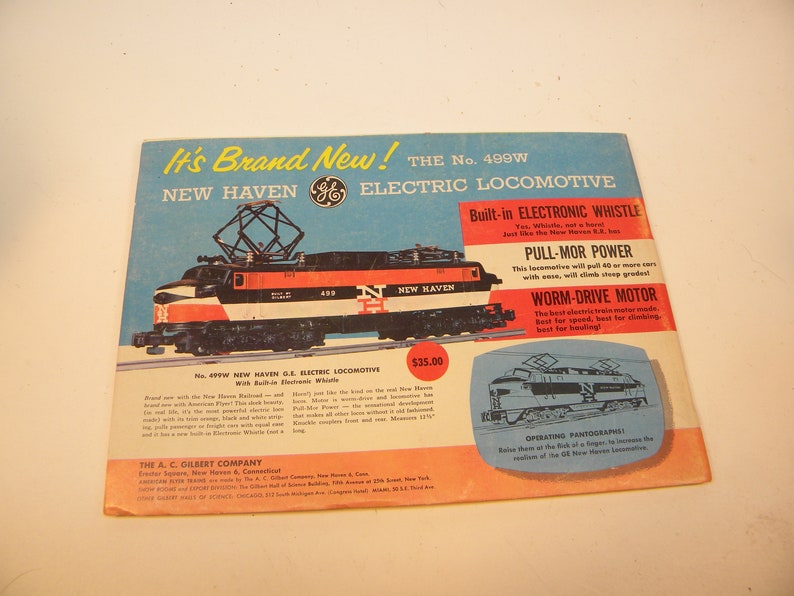 It's Brand New! THE No. 499W
NEW HAVEN GE ELECTRIC LOCOMOTIVE
Built-in ELECTRONIC WHISTLE
Yes, Whistle, not a horn!
Just like the New Haven R.R. has
PULL-MOR POWER
This locomotive will pull 40 or more cars
with ease, will climb steep grades!
WORM-DRIVE MOTOR
The best electric train motor made.
Best for speed, best for climbing,
best for hauling!
BUILT BY
GILBERT
499
N
H
NEW HAVEN
No. 499W NEW HAVEN G.E. ELECTRIC LOCOMOTIVE
With Built-in Electronic Whistle
$35.00
Brand new with the New Haven Railroad — and
brand new with American Flyer! This sleek beauty,
(in real life, it's the most powerful electric loco
made) with its trim orange, black and white strip-
ing, pulls passenger or freight cars with equal ease
and it has a new built-in Electronic Whistle (not a
Horn!) just like the kind on the real New Haven
locos. Motor is worm-drive and locomotive has
Pull-Mor Power — the sensational development
that makes all other locos without it old fashioned.
Knuckle couplers front and rear. Measures 13½"
long.
OPERATING PANTOGRAPHS!
Raise them at the flick of a finger, to increase the
realism of the GE New Haven Locomotive.
THE A. C. GILBERT COMPANY
Erector Square, New Haven 6, Connecticut
AMERICAN FLYER TRAINS are made by The A. C. Gilbert Company, New Haven 6, Conn.
SHOW ROOMS and EXPORT DIVISION: The Gilbert Hall of Science Building, Fifth Avenue at 25th Street, New York.
OTHER GILBERT HALLS OF SCIENCE: CHICAGO, 512 South Michigan Ave. (Congress Hotel) MIAMI, 50 S.E. Third Ave.